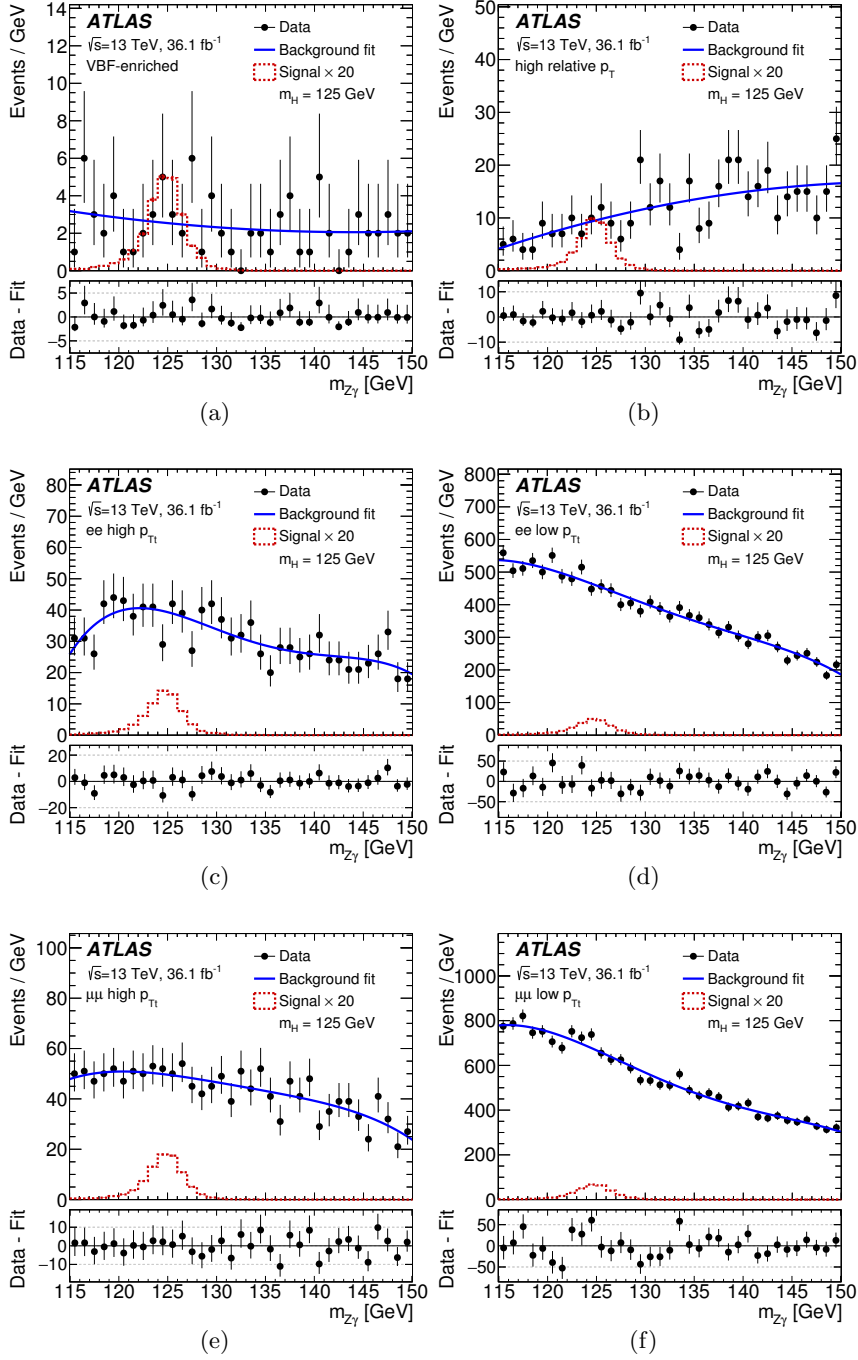 ATLAS
√s=13 TeV, 36.1 fb⁻¹
VBF-enriched
Data
Background fit
Signal × 20
m_H = 125 GeV
Events / GeV
14
12
10
8
6
4
2
0
Data - Fit
5
0
−5
115 120 125 130 135 140 145 150
m_Zγ [GeV]
(a)
ATLAS
√s=13 TeV, 36.1 fb⁻¹
high relative p_T
Data
Background fit
Signal × 20
m_H = 125 GeV
Events / GeV
50
40
30
20
10
0
Data - Fit
10
0
−10
115 120 125 130 135 140 145 150
m_Zγ [GeV]
(b)
ATLAS
√s=13 TeV, 36.1 fb⁻¹
ee high p_Tt
Data
Background fit
Signal × 20
m_H = 125 GeV
Events / GeV
80
70
60
50
40
30
20
10
0
Data - Fit
20
0
−20
115 120 125 130 135 140 145 150
m_Zγ [GeV]
(c)
ATLAS
√s=13 TeV, 36.1 fb⁻¹
ee low p_Tt
Data
Background fit
Signal × 20
m_H = 125 GeV
Events / GeV
800
700
600
500
400
300
200
100
0
Data - Fit
50
0
−50
115 120 125 130 135 140 145 150
m_Zγ [GeV]
(d)
ATLAS
√s=13 TeV, 36.1 fb⁻¹
μμ high p_Tt
Data
Background fit
Signal × 20
m_H = 125 GeV
Events / GeV
100
80
60
40
20
0
Data - Fit
10
0
−10
115 120 125 130 135 140 145 150
m_Zγ [GeV]
(e)
ATLAS
√s=13 TeV, 36.1 fb⁻¹
μμ low p_Tt
Data
Background fit
Signal × 20
m_H = 125 GeV
Events / GeV
1000
800
600
400
200
0
Data - Fit
50
0
−50
115 120 125 130 135 140 145 150
m_Zγ [GeV]
(f)